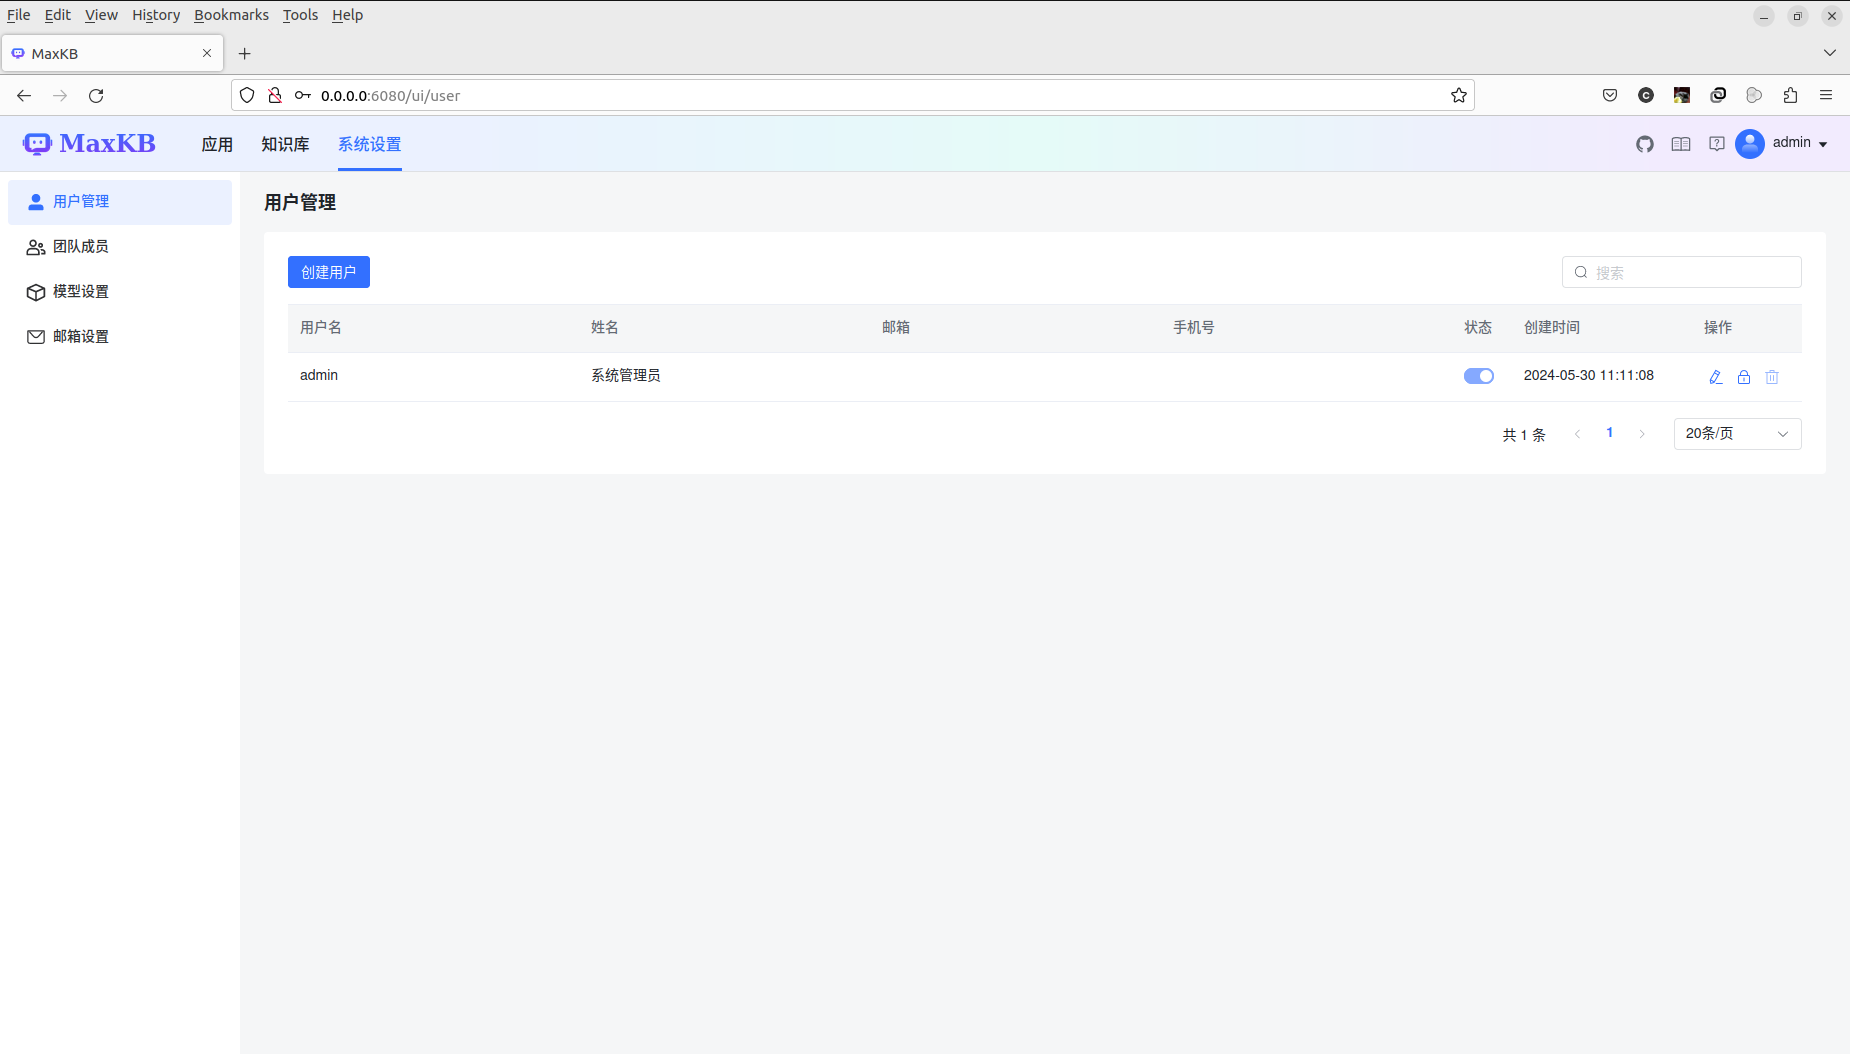 File Edit View History Bookmarks Tools Help
MaxKB
0.0.0.0:6080/ui/user
MaxKB 应用 知识库 系统设置 admin
用户管理
团队成员
模型设置
邮箱设置
用户管理
创建用户 搜索
用户名 姓名 邮箱 手机号 状态 创建时间 操作
admin 系统管理员 2024-05-30 11:11:08
共 1 条 1 20条/页